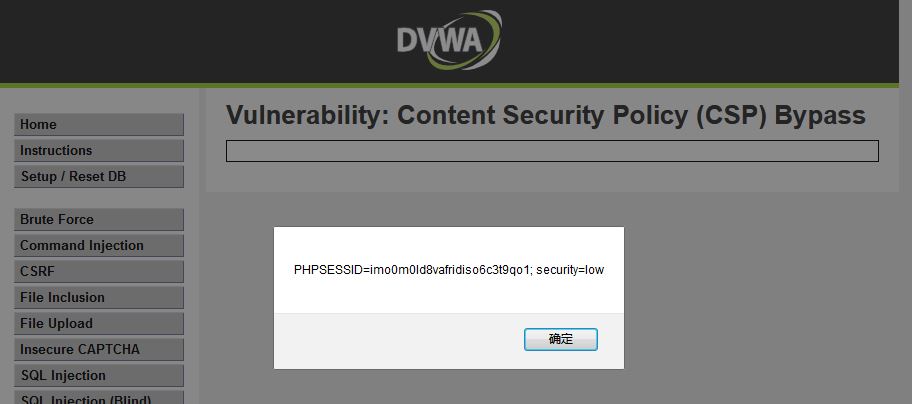 DVWA
Vulnerability: Content Security Policy (CSP) Bypass
Home
Instructions
Setup / Reset DB
Brute Force
Command Injection
CSRF
File Inclusion
File Upload
Insecure CAPTCHA
SQL Injection
SQL Injection (Blind)
PHPSESSID=imo0m0ld8vafridiso6c3t9qo1; security=low
确定